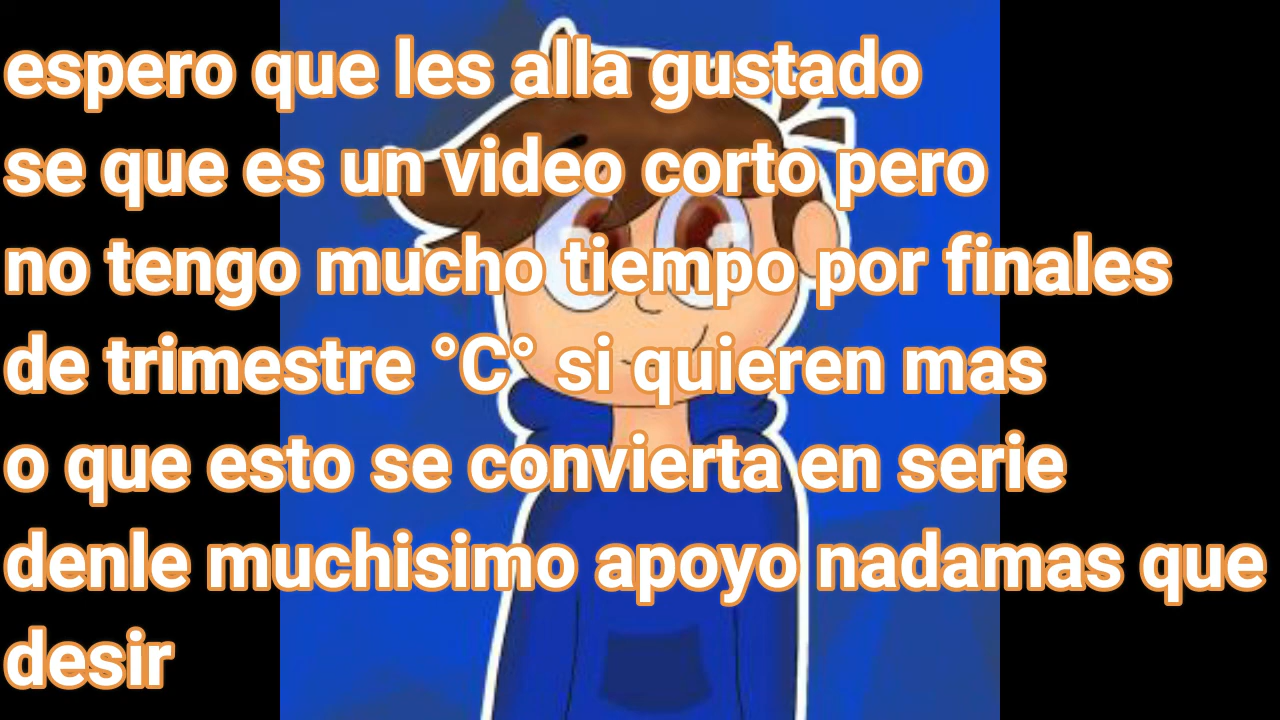 espero que les alla gustado
se que es un video corto pero
no tengo mucho tiempo por finales
de trimestre °C° si quieren mas
o que esto se convierta en serie
denle muchisimo apoyo nadamas que
desir